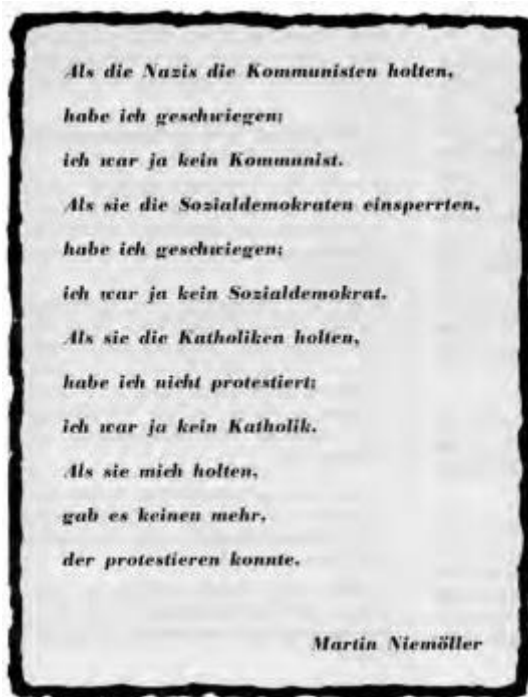 Als die Nazis die Kommunisten holten,
habe ich geschwiegen;
ich war ja kein Kommunist.
Als sie die Sozialdemokraten einsperrten,
habe ich geschwiegen;
ich war ja kein Sozialdemokrat.
Als sie die Katholiken holten,
habe ich nicht protestiert;
ich war ja kein Katholik.
Als sie mich holten,
gab es keinen mehr,
der protestieren konnte.
Martin Niemöller